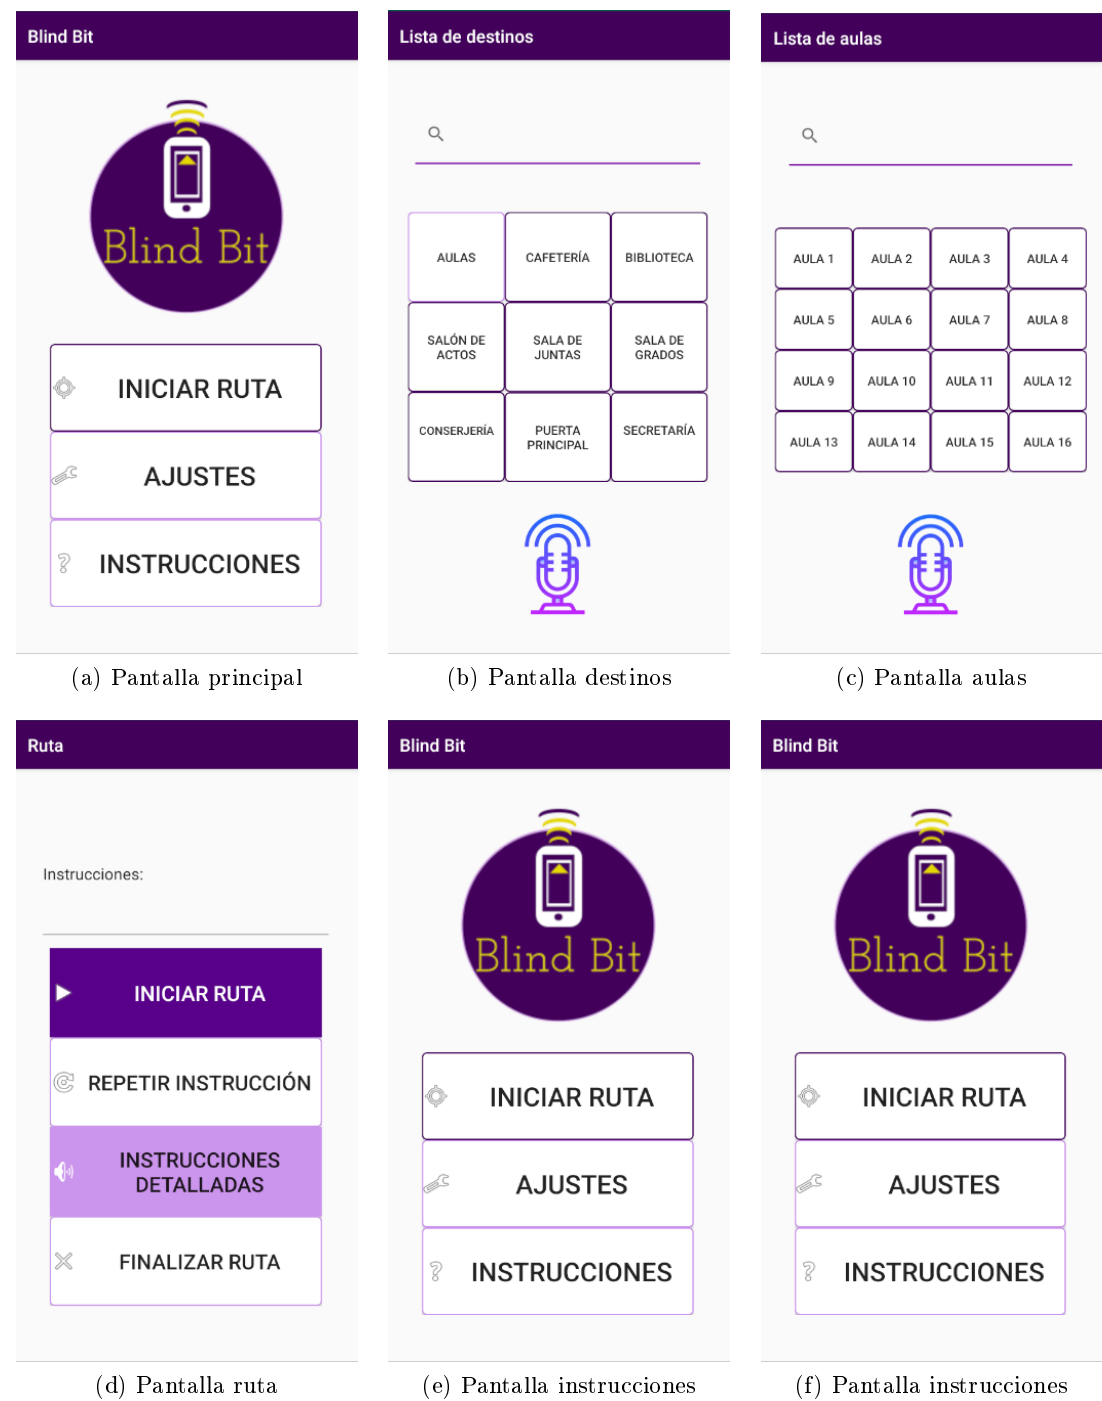 Blind Bit
Blind Bit
INICIAR RUTA
AJUSTES
INSTRUCCIONES
(a) Pantalla principal
Lista de destinos
AULAS
CAFETERÍA
BIBLIOTECA
SALÓN DE
ACTOS
SALA DE
JUNTAS
SALA DE
GRADOS
CONSERJERÍA
PUERTA
PRINCIPAL
SECRETARÍA
(b) Pantalla destinos
Lista de aulas
AULA 1
AULA 2
AULA 3
AULA 4
AULA 5
AULA 6
AULA 7
AULA 8
AULA 9
AULA 10
AULA 11
AULA 12
AULA 13
AULA 14
AULA 15
AULA 16
(c) Pantalla aulas
Ruta
Instrucciones:
INICIAR RUTA
REPETIR INSTRUCCIÓN
INSTRUCCIONES
DETALLADAS
FINALIZAR RUTA
(d) Pantalla ruta
Blind Bit
Blind Bit
INICIAR RUTA
AJUSTES
INSTRUCCIONES
(e) Pantalla instrucciones
Blind Bit
Blind Bit
INICIAR RUTA
AJUSTES
INSTRUCCIONES
(f) Pantalla instrucciones